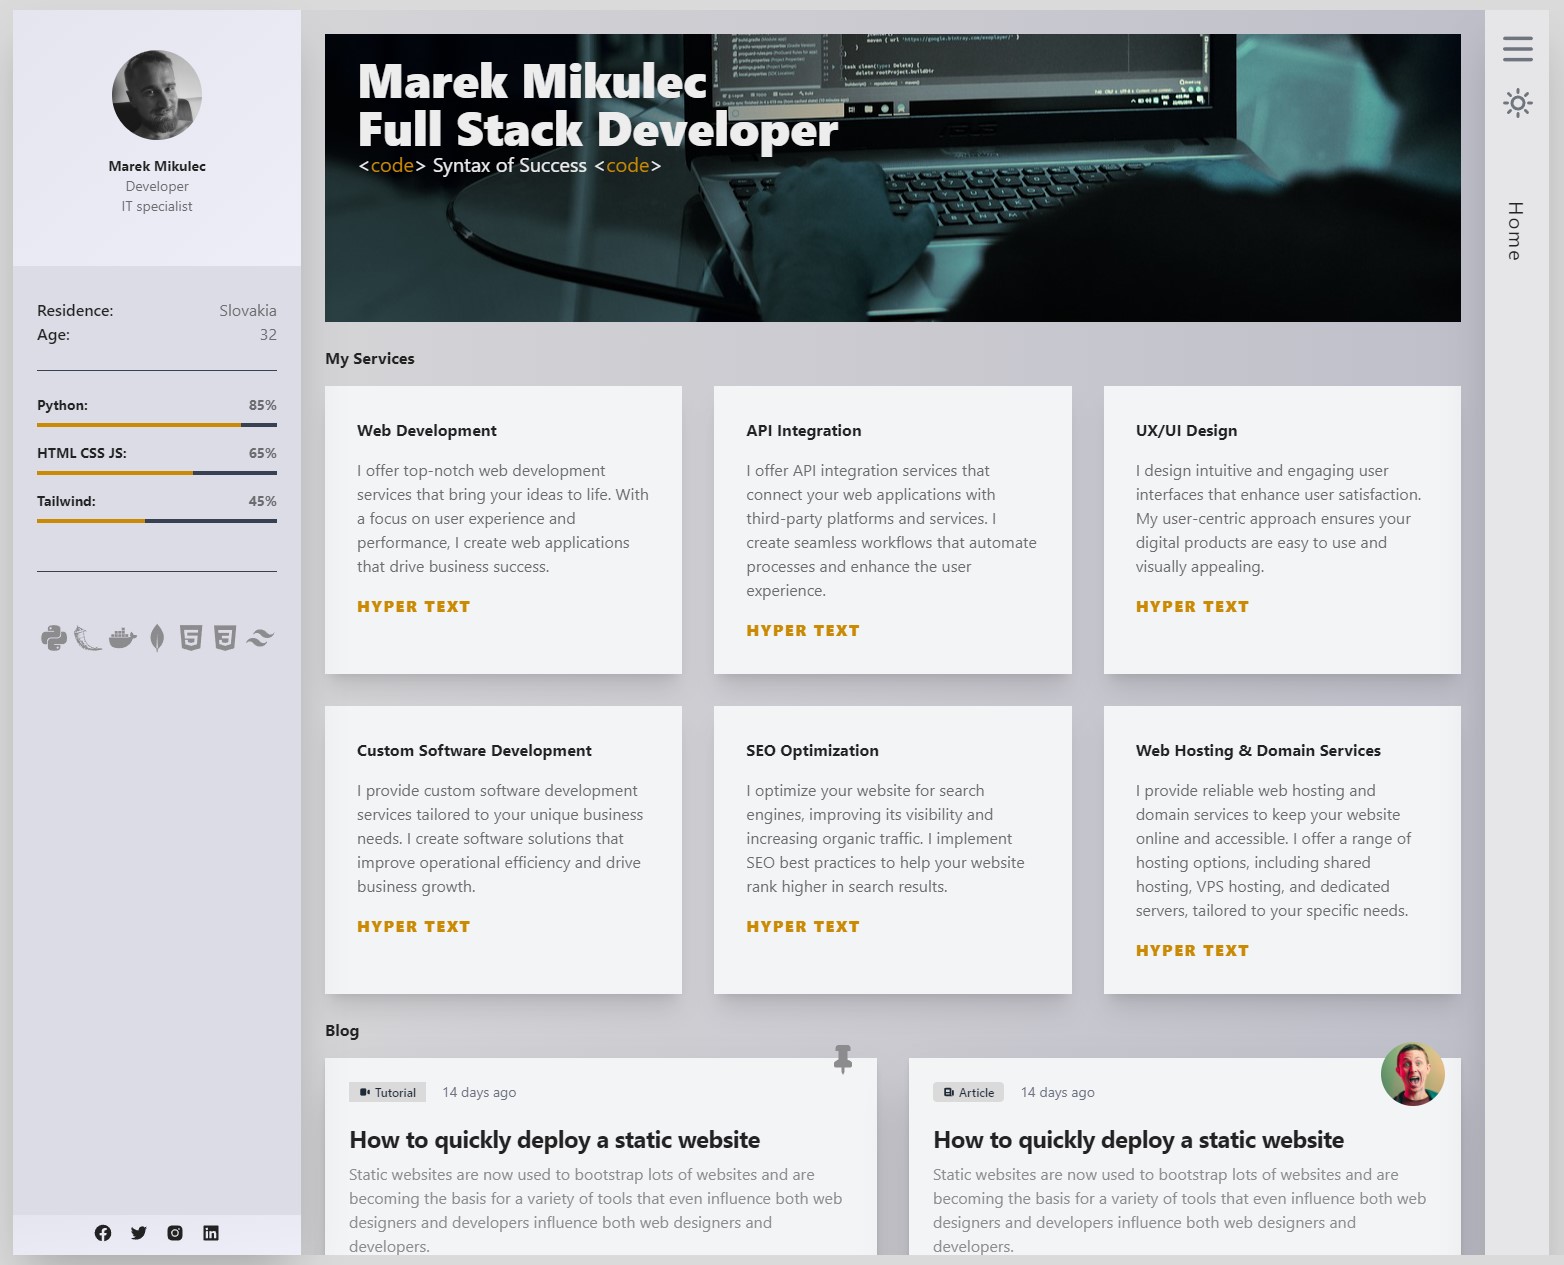 Marek Mikulec
Developer
IT specialist
Residence: Slovakia
Age: 32
Python: 85%
HTML CSS JS: 65%
Tailwind: 45%
Marek Mikulec
Full Stack Developer
<code> Syntax of Success <code>
My Services
Web Development
I offer top-notch web development
services that bring your ideas to life. With
a focus on user experience and
performance, I create web applications
that drive business success.
HYPER TEXT
API Integration
I offer API integration services that
connect your web applications with
third-party platforms and services. I
create seamless workflows that automate
processes and enhance the user
experience.
HYPER TEXT
UX/UI Design
I design intuitive and engaging user
interfaces that enhance user satisfaction.
My user-centric approach ensures your
digital products are easy to use and
visually appealing.
HYPER TEXT
Custom Software Development
I provide custom software development
services tailored to your unique business
needs. I create software solutions that
improve operational efficiency and drive
business growth.
HYPER TEXT
SEO Optimization
I optimize your website for search
engines, improving its visibility and
increasing organic traffic. I implement
SEO best practices to help your website
rank higher in search results.
HYPER TEXT
Web Hosting & Domain Services
I provide reliable web hosting and
domain services to keep your website
online and accessible. I offer a range of
hosting options, including shared
hosting, VPS hosting, and dedicated
servers, tailored to your specific needs.
HYPER TEXT
Blog
Tutorial 14 days ago
How to quickly deploy a static website
Static websites are now used to bootstrap lots of websites and are
becoming the basis for a variety of tools that even influence both web
designers and developers influence both web designers and
developers.
Article 14 days ago
How to quickly deploy a static website
Static websites are now used to bootstrap lots of websites and are
becoming the basis for a variety of tools that even influence both web
designers and developers influence both web designers and
developers.
Home